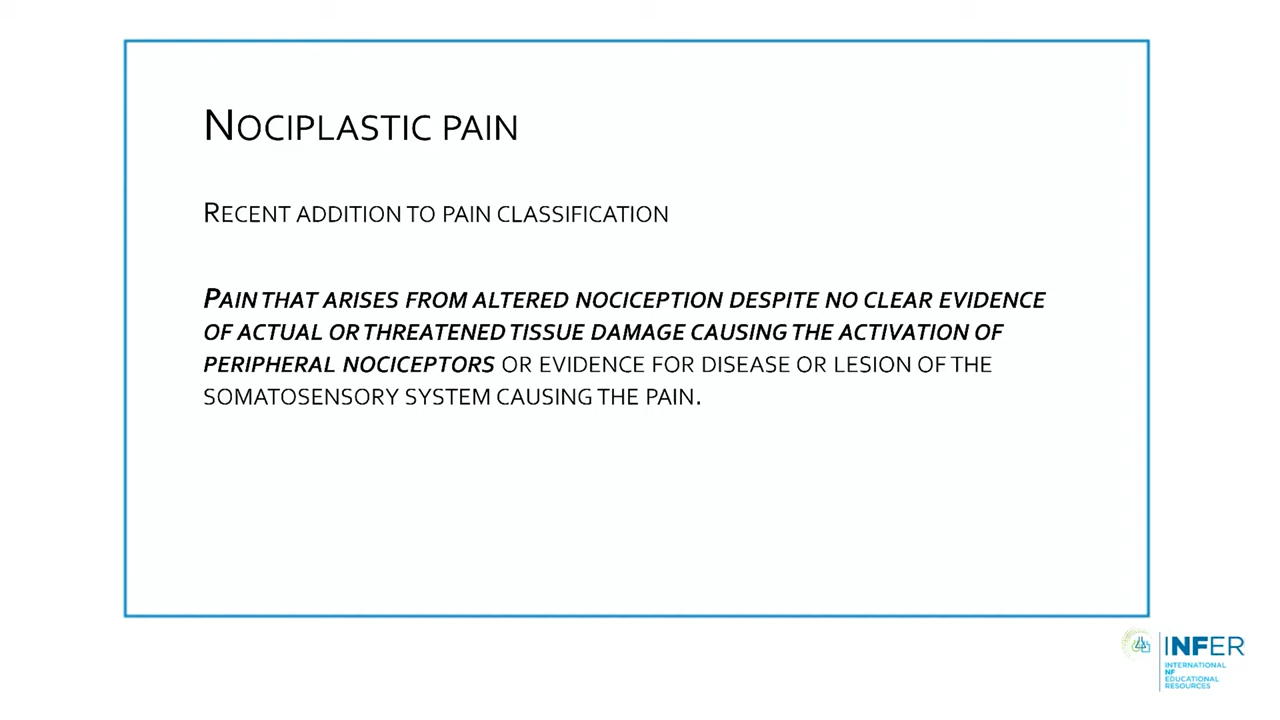 NOCIPLASTIC PAIN
RECENT ADDITION TO PAIN CLASSIFICATION
PAIN THAT ARISES FROM ALTERED NOCICEPTION DESPITE NO CLEAR EVIDENCE
OF ACTUAL OR THREATENED TISSUE DAMAGE CAUSING THE ACTIVATION OF
PERIPHERAL NOCICEPTORS OR EVIDENCE FOR DISEASE OR LESION OF THE
SOMATOSENSORY SYSTEM CAUSING THE PAIN.
INFER
INTERNATIONAL
NF
EDUCATIONAL
RESOURCES